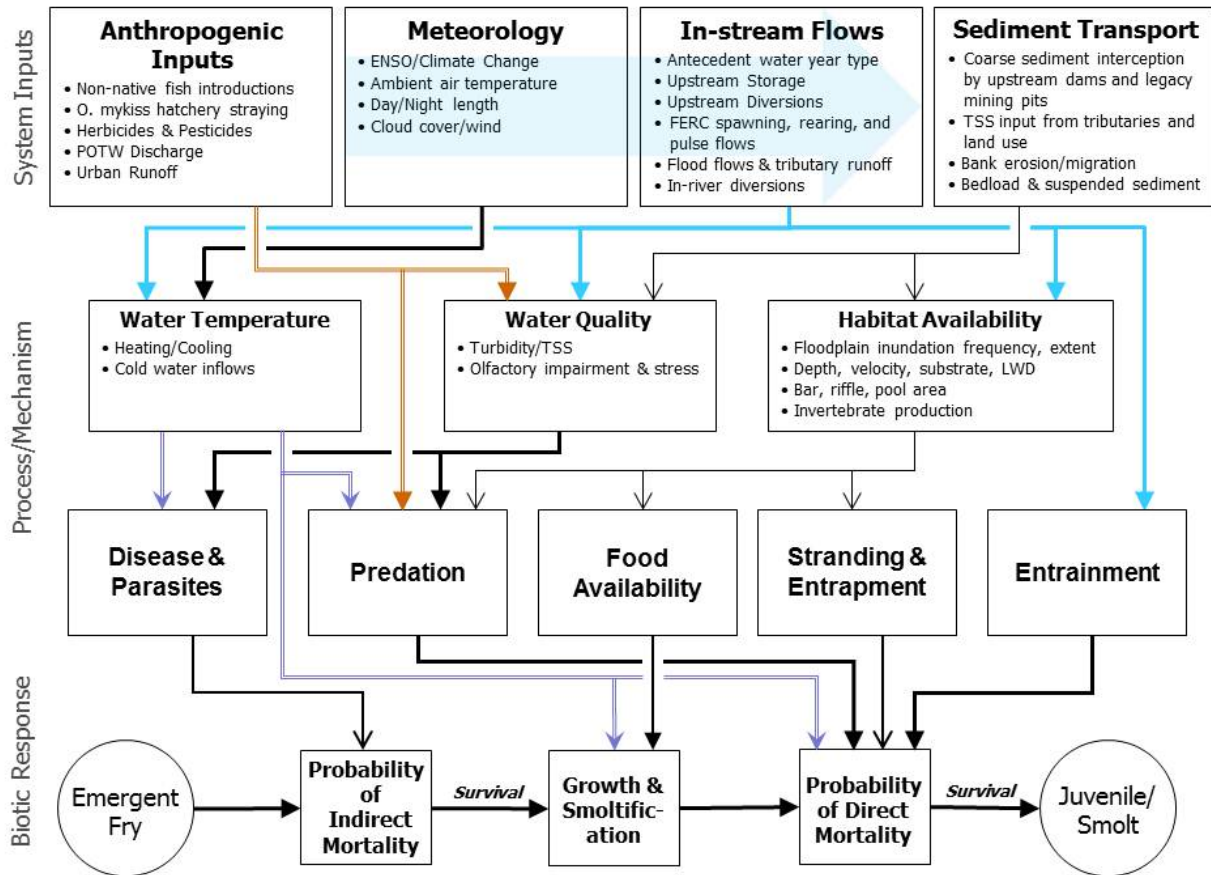 System Inputs
Anthropogenic
Inputs
• Non-native fish introductions
• O. mykiss hatchery straying
• Herbicides & Pesticides
• POTW Discharge
• Urban Runoff
Meteorology
• ENSO/Climate Change
• Ambient air temperature
• Day/Night length
• Cloud cover/wind
In-stream Flows
• Antecedent water year type
• Upstream Storage
• Upstream Diversions
• FERC spawning, rearing, and
pulse flows
• Flood flows & tributary runoff
• In-river diversions
Sediment Transport
• Coarse sediment interception
by upstream dams and legacy
mining pits
• TSS input from tributaries and
land use
• Bank erosion/migration
• Bedload & suspended sediment
Process/Mechanism
Water Temperature
• Heating/Cooling
• Cold water inflows
Water Quality
• Turbidity/TSS
• Olfactory impairment & stress
Habitat Availability
• Floodplain inundation frequency, extent
• Depth, velocity, substrate, LWD
• Bar, riffle, pool area
• Invertebrate production
Disease &
Parasites
Predation
Food
Availability
Stranding &
Entrapment
Entrainment
Biotic Response
Emergent
Fry
Probability
of
Indirect
Mortality
Survival
Growth &
Smoltific-
ation
Probability
of Direct
Mortality
Survival
Juvenile/
Smolt